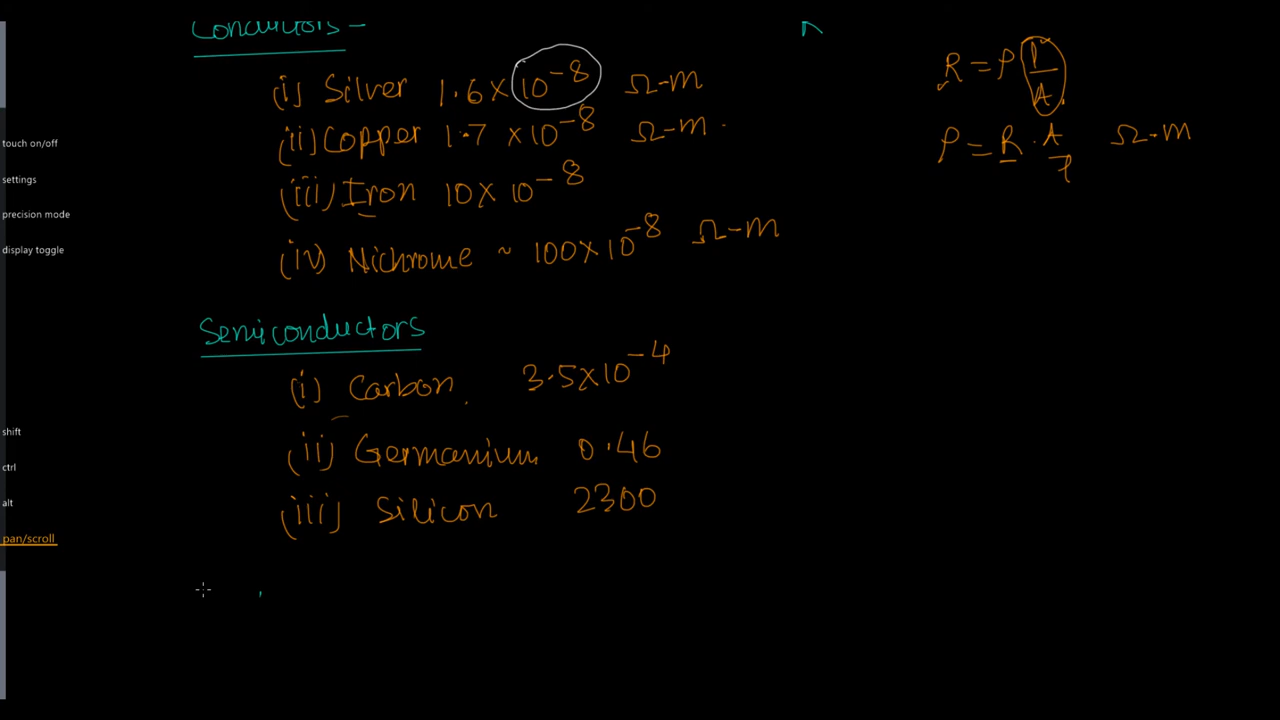 Conductors -
(i) Silver 1.6 × 10⁻⁸ Ω-m
(ii) Copper 1.7 × 10⁻⁸ Ω-m.
(iii) Iron 10 × 10⁻⁸
(iv) Nichrome ~ 100 × 10⁻⁸ Ω-m
Semiconductors
(i) Carbon 3.5 × 10⁻⁴
(ii) Germanium 0.46
(iii) Silicon 2300
R = ρ l/A
ρ = R · A/l Ω-m
touch on/off
settings
precision mode
display toggle
shift
ctrl
alt
pan/scroll